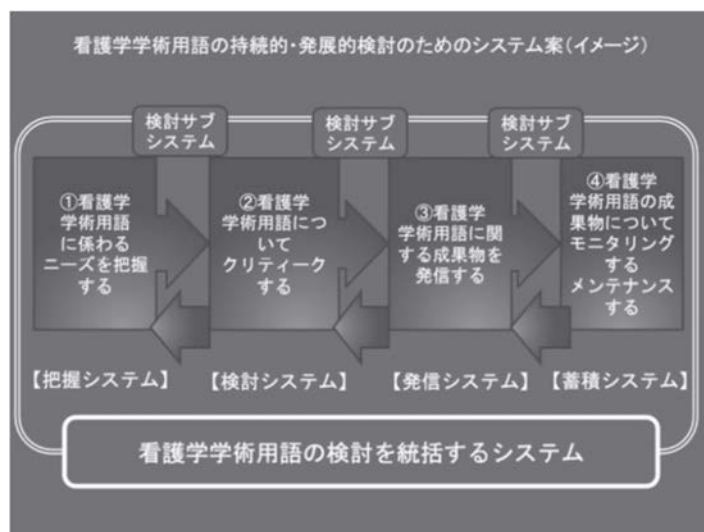 看護学学術用語の持続的・発展的検討のためのシステム案(イメージ)
検討サブ
システム
検討サブ
システム
検討サブ
システム
①看護学
学術用語
に係わる
ニーズを把握
する
②看護学
学術用語につ
いて
クリティーク
する
③看護学
学術用語に関
する成果物を
発信する
④看護学
学術用語の成
果物について
モニタリング
する
メンテナンスす
る
【把握システム】
【検討システム】
【発信システム】
【蓄積システム】
看護学学術用語の検討を統括するシステム